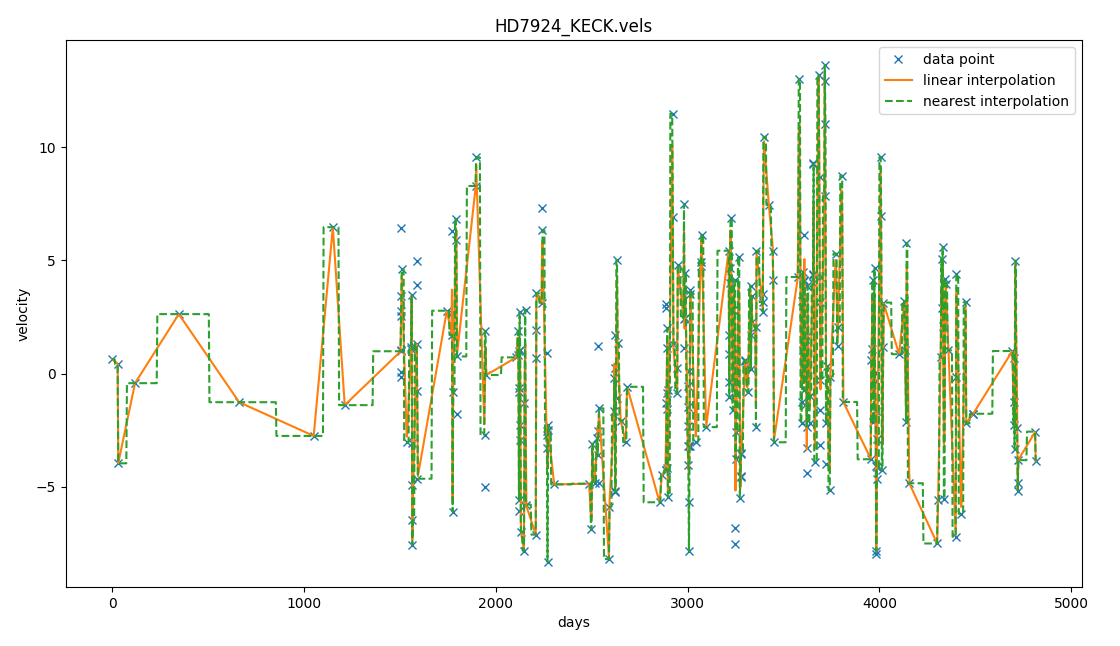 HD7924_KECK.vels
data point
linear interpolation
nearest interpolation
velocity
10
5
0
−5
0 1000 2000 3000 4000 5000
days